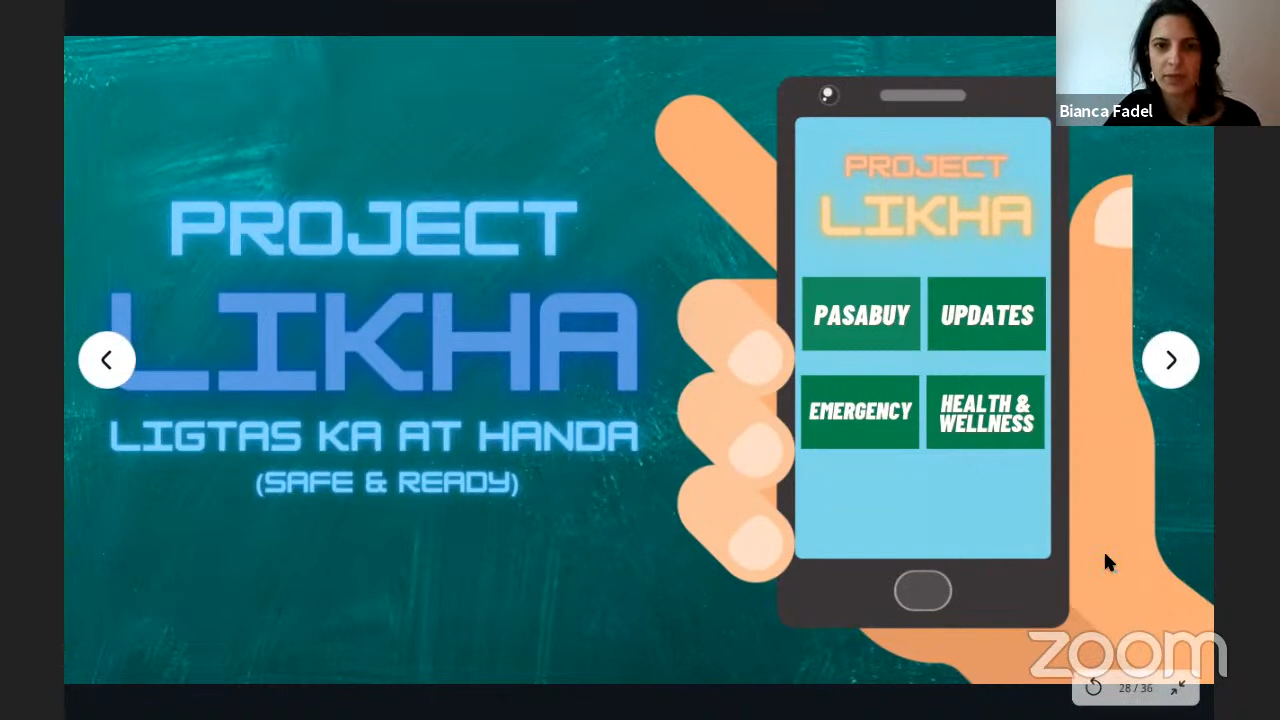 Bianca Fadel
PROJECT
LIKHA
LIGTAS KA AT HANDA
(SAFE & READY)
PROJECT
LIKHA
PASABUY
UPDATES
EMERGENCY
HEALTH &
WELLNESS
zoom
28 / 36